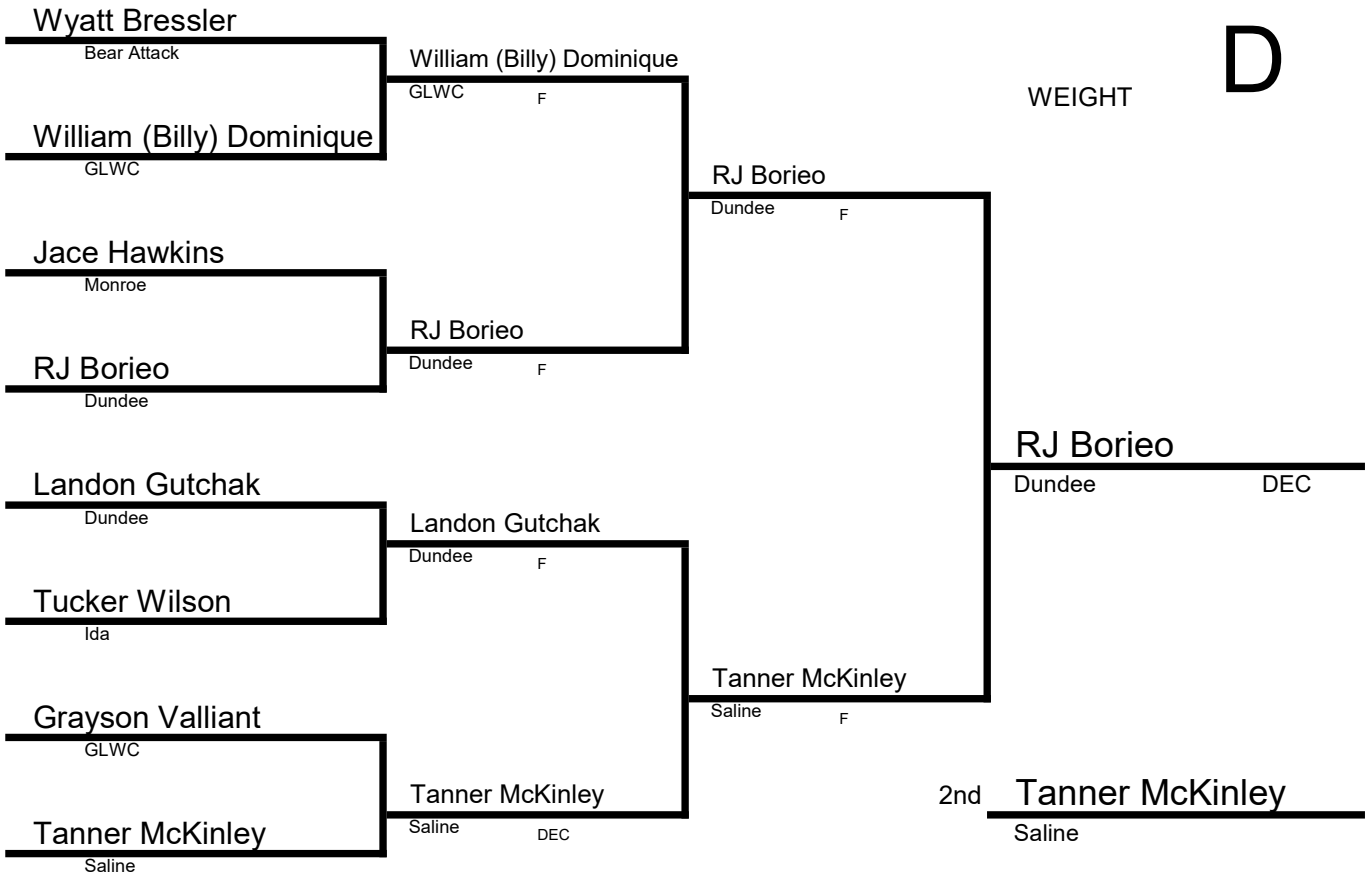 Wyatt Bressler
Bear Attack
William (Billy) Dominique
GLWC F
William (Billy) Dominique
GLWC
D
WEIGHT
RJ Borieo
Dundee F
Jace Hawkins
Monroe
RJ Borieo
Dundee F
RJ Borieo
Dundee
RJ Borieo
Dundee DEC
Landon Gutchak
Dundee
Landon Gutchak
Dundee F
Tucker Wilson
Ida
Tanner McKinley
Saline F
Grayson Valliant
GLWC
Tanner McKinley
Saline DEC
Tanner McKinley
Saline
2nd Tanner McKinley
Saline